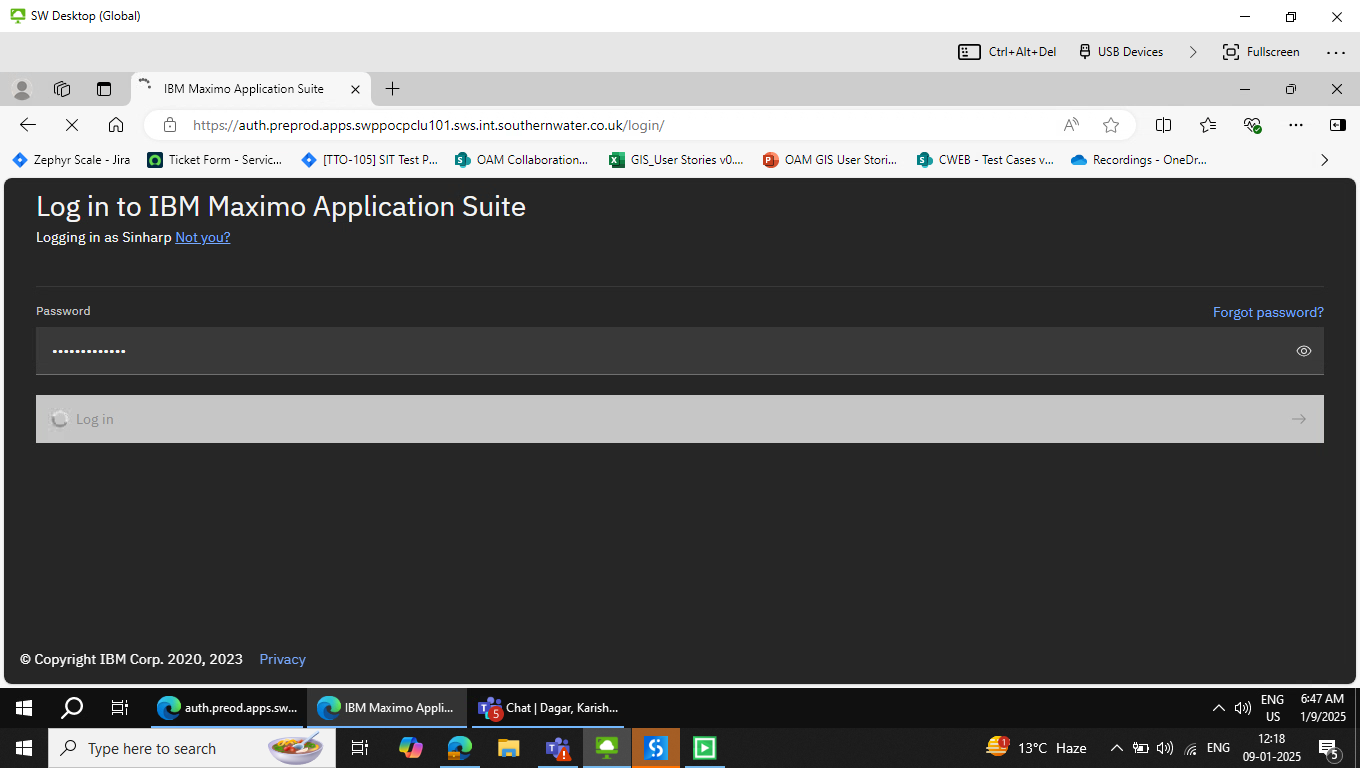 SW Desktop (Global)
Ctrl+Alt+Del
USB Devices
Fullscreen
IBM Maximo Application Suite
https://auth.preprod.apps.swppocpclu101.sws.int.southernwater.co.uk/login/
Zephyr Scale - Jira
Ticket Form - Servic...
[TTO-105] SIT Test P...
OAM Collaboration...
GIS_User Stories v0....
OAM GIS User Stori...
CWEB - Test Cases v...
Recordings - OneDr...
Log in to IBM Maximo Application Suite
Logging in as Sinharp Not you?
Password
Forgot password?
Log in
© Copyright IBM Corp. 2020, 2023 Privacy
auth.preod.apps.sw...
IBM Maximo Appli...
5
Chat | Dagar, Karish...
ENG
US
6:47 AM
1/9/2025
Type here to search
1
13°C Haze
ENG
12:18
09-01-2025
5